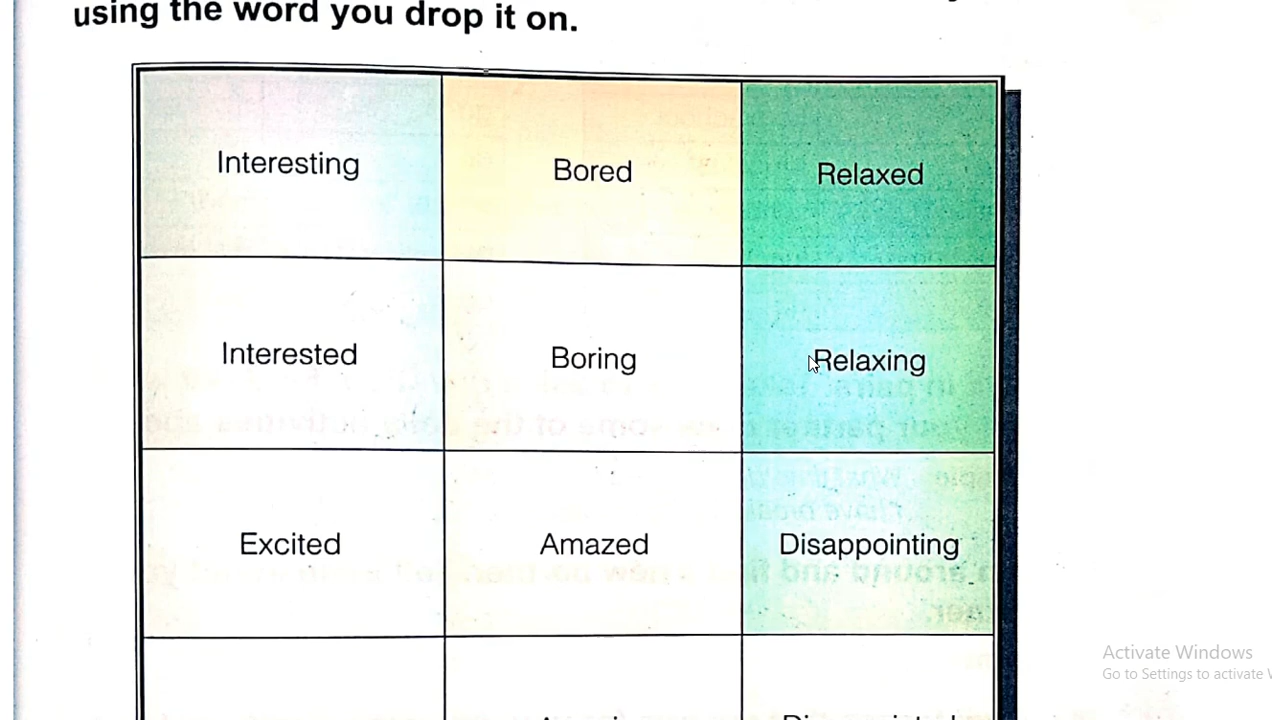 using the word you drop it on.
Interesting Bored Relaxed
Interested Boring Relaxing
Excited Amazed Disappointing
Activate Windows
Go to Settings to activate